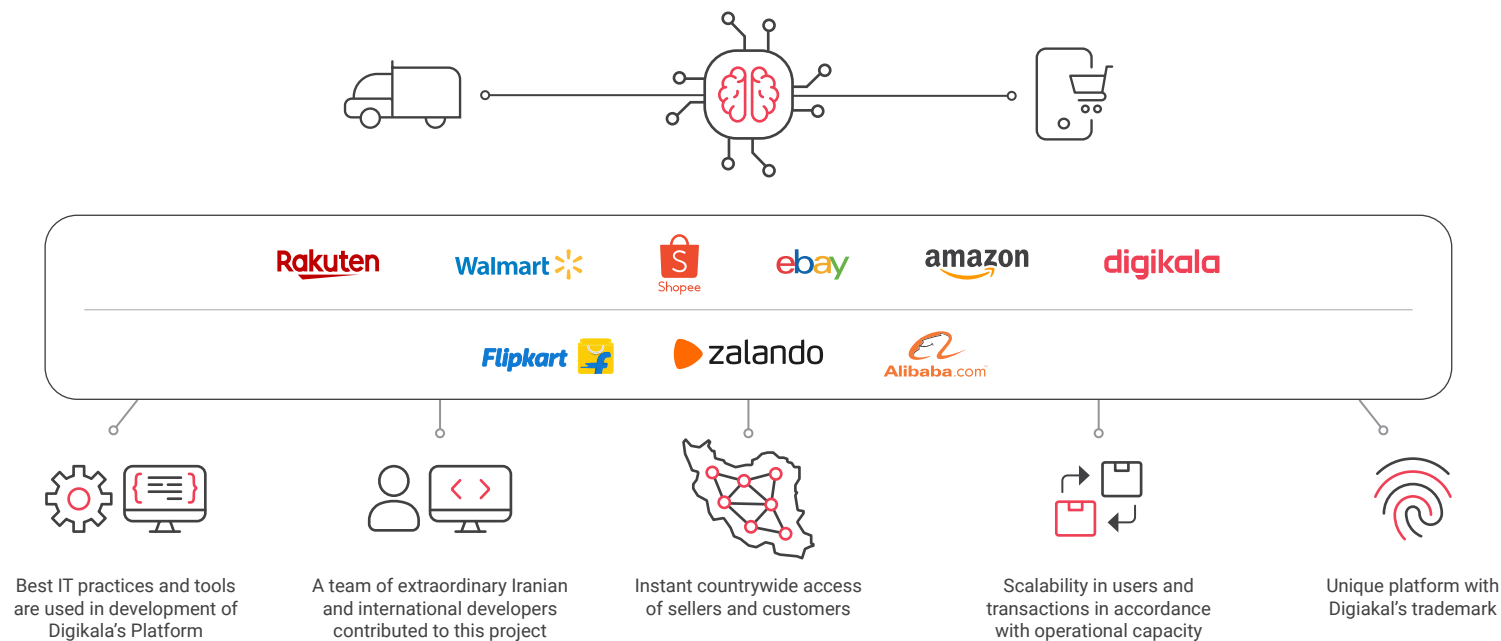 Rakuten
Walmart
S
Shopee
ebay
amazon
digikala
Flipkart
f
zalando
Alibaba.com
Best IT practices and tools
are used in development of
Digikala's Platform
A team of extraordinary Iranian
and international developers
contributed to this project
Instant countrywide access
of sellers and customers
Scalability in users and
transactions in accordance
with operational capacity
Unique platform with
Digiakal's trademark